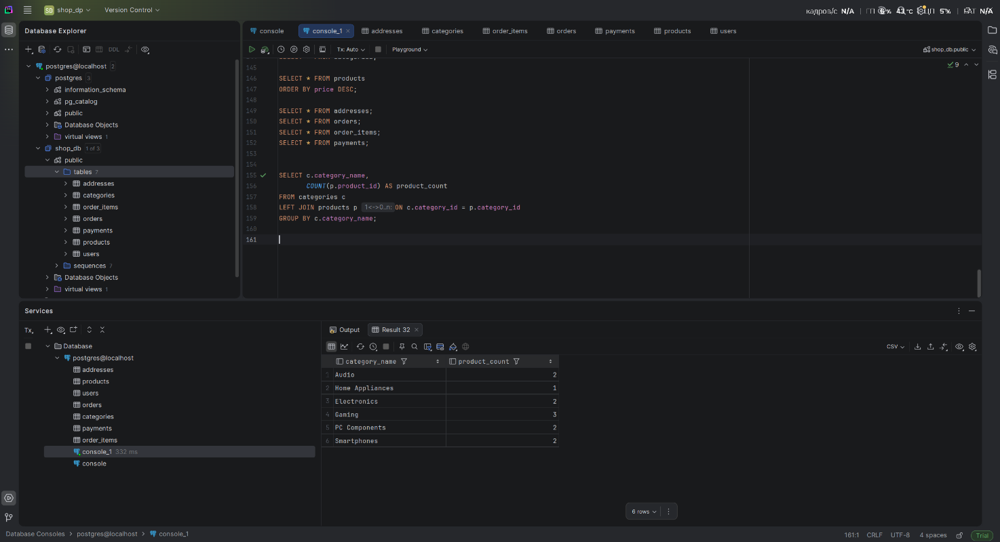 SD shop_dp Version Control
кадров/с N/A ГП 6% 43 °C ЦП 5% N/A
Database Explorer
DDL
postgres@localhost 2
postgres 3
information_schema
pg_catalog
public
Database Objects
virtual views 1
shop_db 1 of 3
public
tables 7
addresses
categories
order_items
orders
payments
products
users
sequences 7
Database Objects
virtual views 1
console console_1 addresses categories order_items orders payments products users
Tx: Auto Playground shop_db.public
9
145
146 SELECT * FROM products
147 ORDER BY price DESC;
148
149 SELECT * FROM addresses;
150 SELECT * FROM orders;
151 SELECT * FROM order_items;
152 SELECT * FROM payments;
153
154
155 SELECT c.category_name,
156 COUNT(p.product_id) AS product_count
157 FROM categories c
158 LEFT JOIN products p 1<->0..n: ON c.category_id = p.category_id
159 GROUP BY c.category_name;
160
161
Services
Tx
Database
postgres@localhost
addresses
products
users
orders
categories
payments
order_items
console_1 332 ms
console
Output Result 32
CSV
category_name product_count
1 Audio 2
2 Home Appliances 1
3 Electronics 2
4 Gaming 3
5 PC Components 2
6 Smartphones 2
6 rows
Database Consoles > postgres@localhost > console_1
161:1 CRLF UTF-8 4 spaces Trial